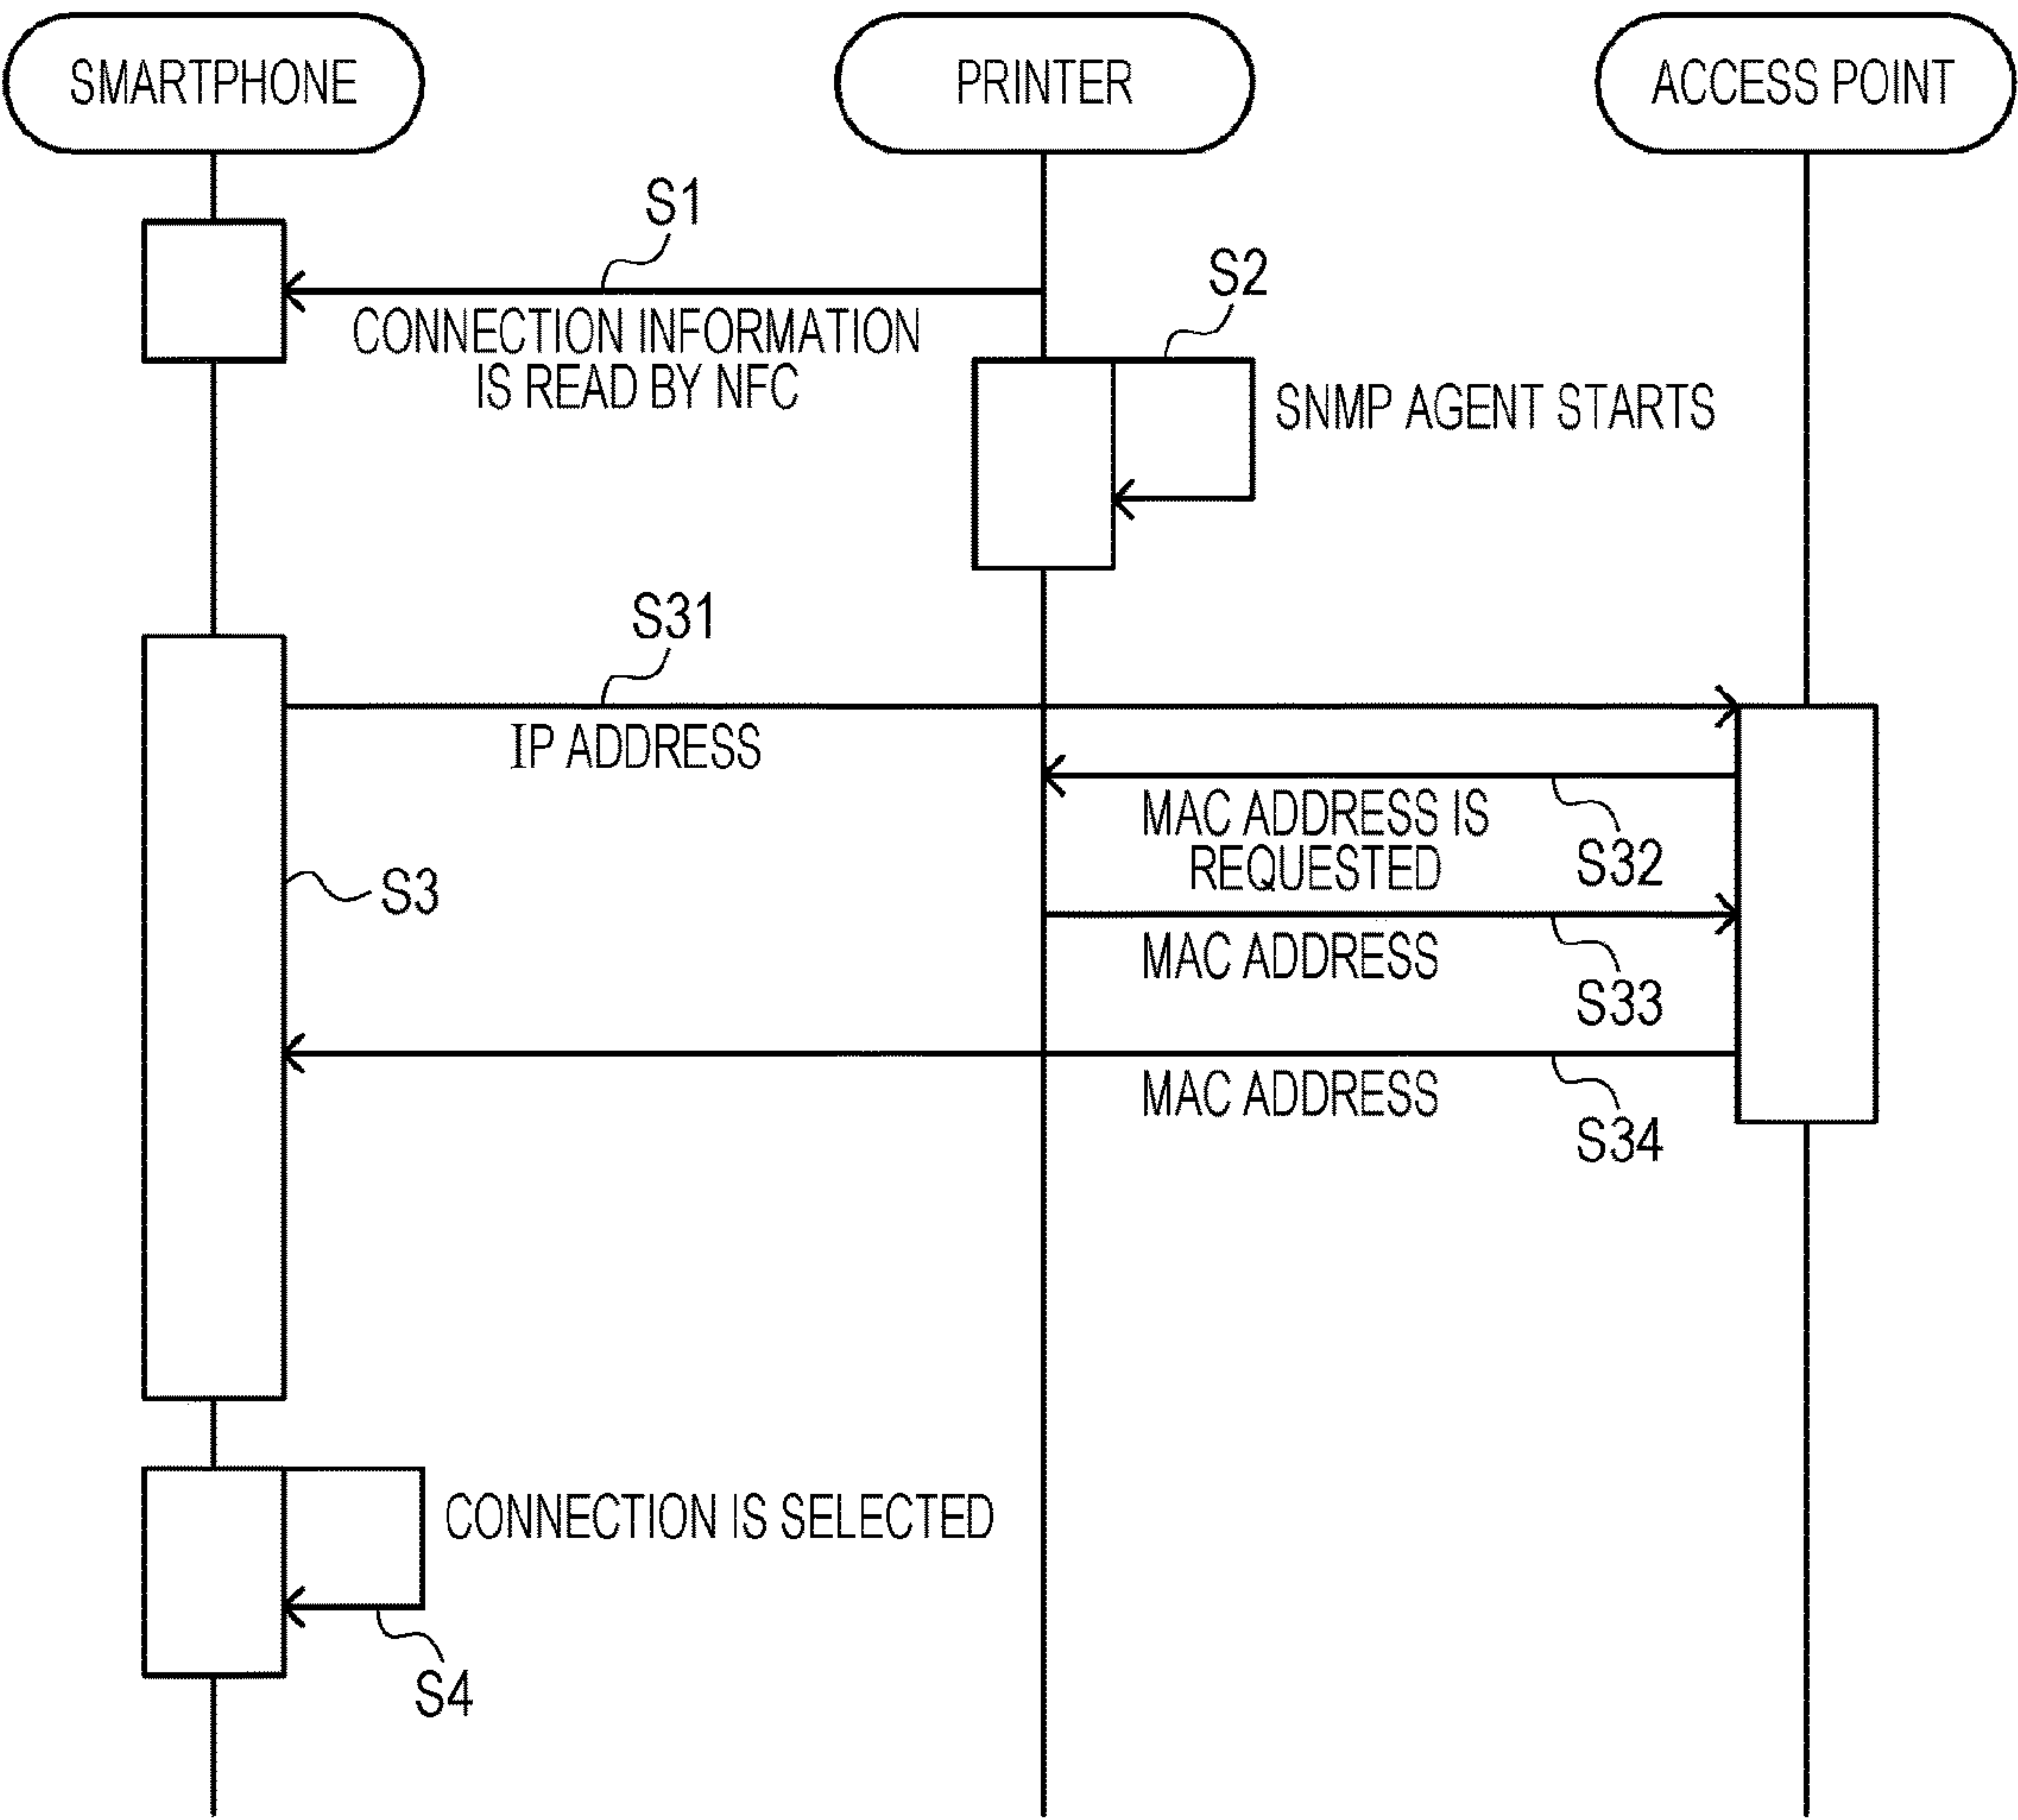 SMARTPHONE
PRINTER
ACCESS POINT
S1
CONNECTION INFORMATION
IS READ BY NFC
S2
SNMP AGENT STARTS
S31
IP ADDRESS
MAC ADDRESS IS
REQUESTED
S32
S3
MAC ADDRESS
S33
MAC ADDRESS
S34
CONNECTION IS SELECTED
S4